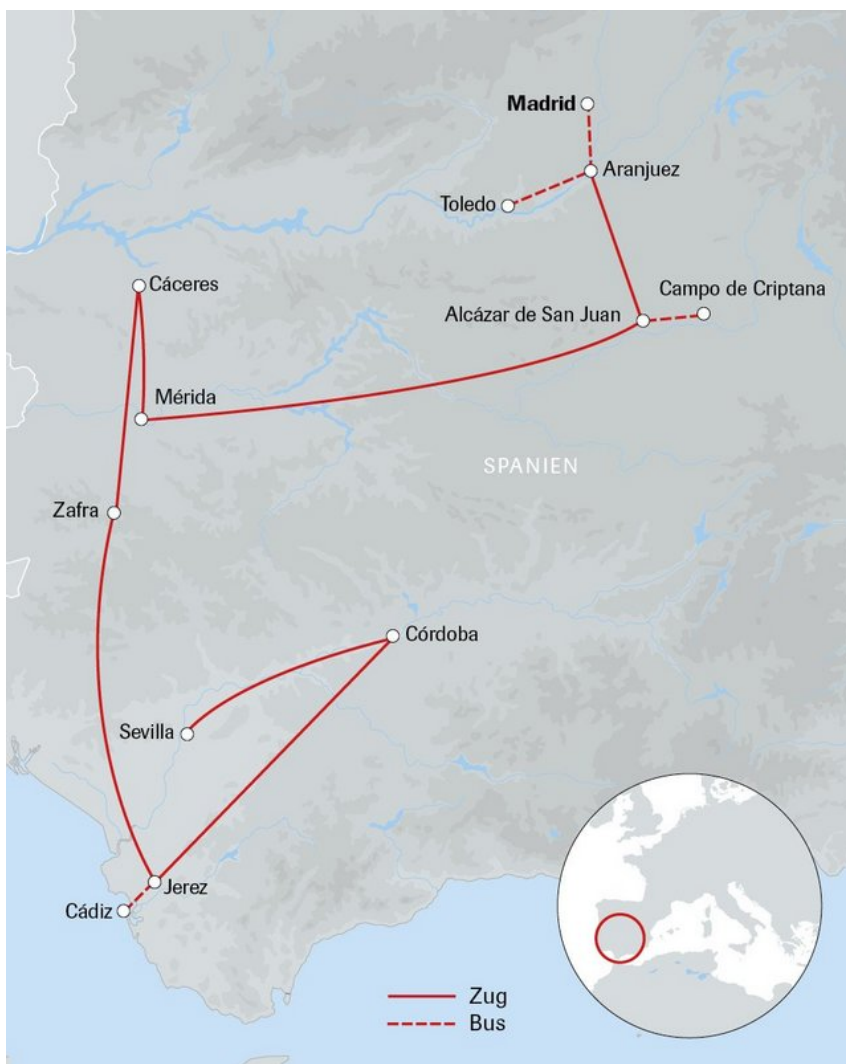 Madrid
Aranjuez
Toledo
Cáceres
Campo de Criptana
Alcázar de San Juan
Mérida
SPANIEN
Zafra
Córdoba
Sevilla
Jerez
Cádiz
Zug
Bus